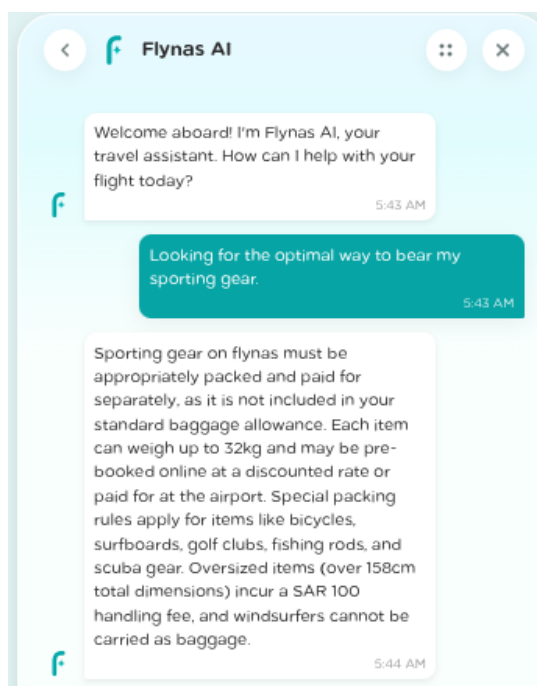 Flynas AI
Welcome aboard! I'm Flynas AI, your
travel assistant. How can I help with your
flight today?
5:43 AM
Looking for the optimal way to bear my
sporting gear.
5:43 AM
Sporting gear on flynas must be
appropriately packed and paid for
separately, as it is not included in your
standard baggage allowance. Each item
can weigh up to 32kg and may be pre-
booked online at a discounted rate or
paid for at the airport. Special packing
rules apply for items like bicycles,
surfboards, golf clubs, fishing rods, and
scuba gear. Oversized items (over 158cm
total dimensions) incur a SAR 100
handling fee, and windsurfers cannot be
carried as baggage.
5:44 AM